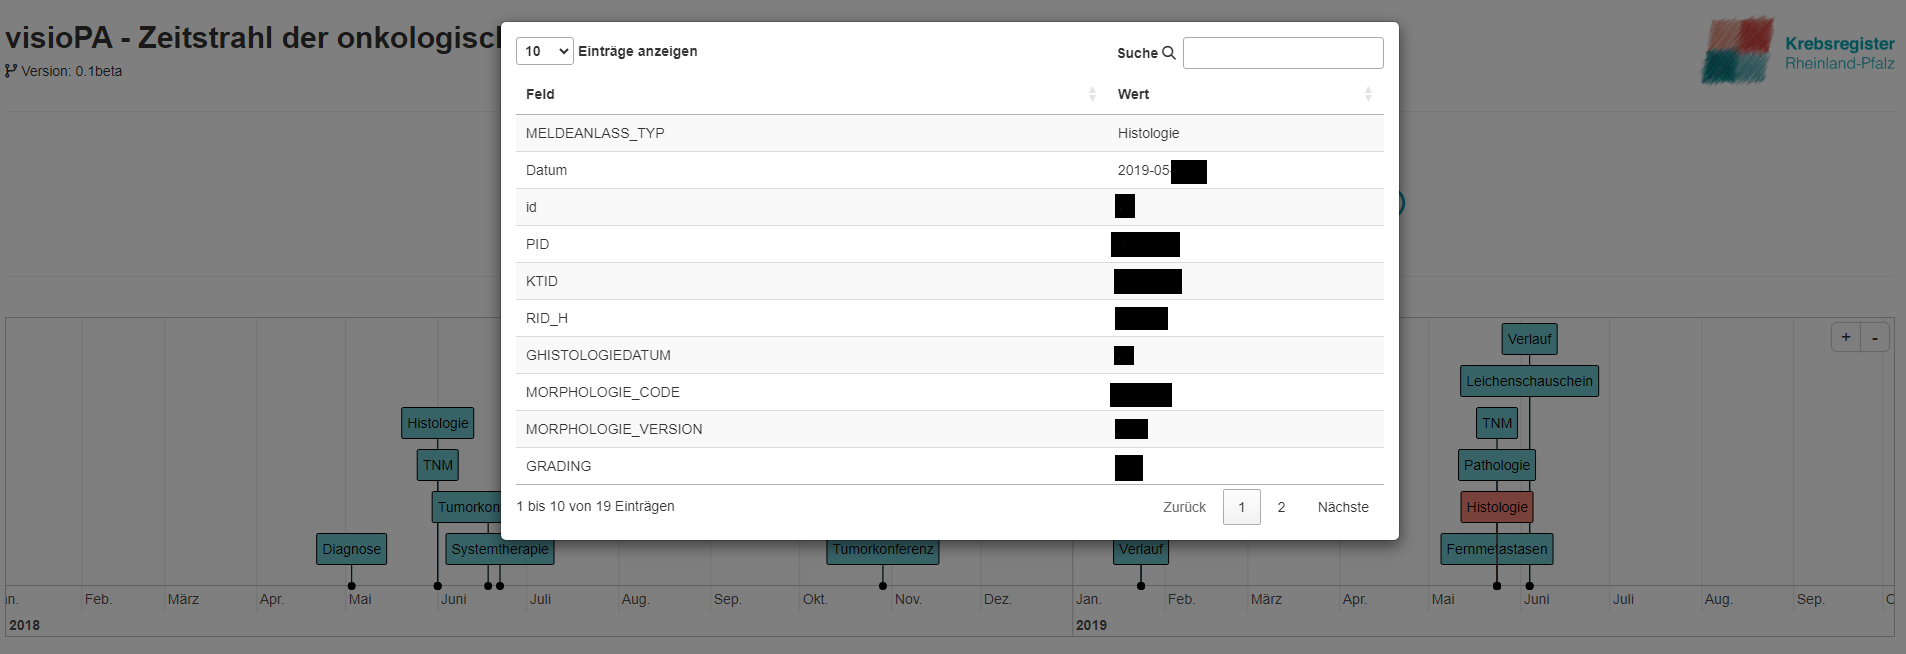 visioPA - Zeitstrahl der onkologisc
Version: 0.1beta
Krebsregister
Rheinland-Pfalz
10 Einträge anzeigen
Suche
Feld Wert
MELDEANLASS_TYP Histologie
Datum 2019-05-
id
PID
KTID
RID_H
GHISTOLOGIEDATUM
MORPHOLOGIE_CODE
MORPHOLOGIE_VERSION
GRADING
1 bis 10 von 19 Einträgen
Zurück 1 2 Nächste
+ -
Verlauf
Leichenschauschein
Histologie TNM
TNM Pathologie
Tumorkon Histologie
Diagnose Systemtherapie Tumorkonferenz Verlauf Fernmetastasen
n. Feb. März Apr. Mai Juni Juli Aug. Sep. Okt. Nov. Dez. Jan. Feb. März Apr. Mai Juni Juli Aug. Sep.
2018 2019